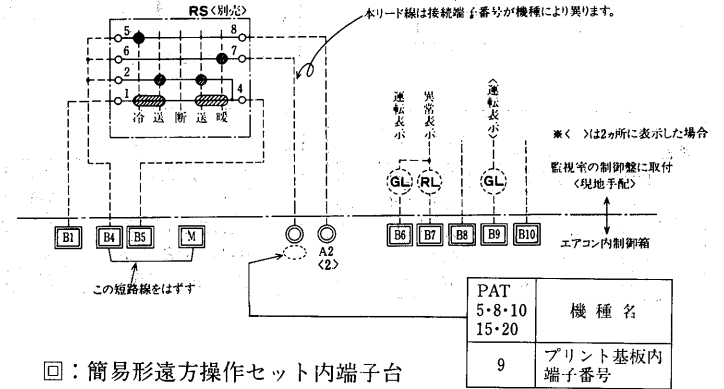 RS〈別売〉
本リード線は接続端子番号が機種により異ります。
5 8
6 7
2
1 4
冷 送 断 送 暖
運転表示
異常表示
〈運転表示〉
※〈 〉は2ヵ所に表示した場合
監視室の制御盤に取付
〈現地手配〉
GL RL GL
エアコン内制御箱
B1 B4 B5 M A2 B6 B7 B8 B9 B10
〈2〉
この短路線をはずす
PAT
5・8・10
15・20
機種名
9
プリント基板内
端子番号
回：簡易形遠方操作セット内端子台